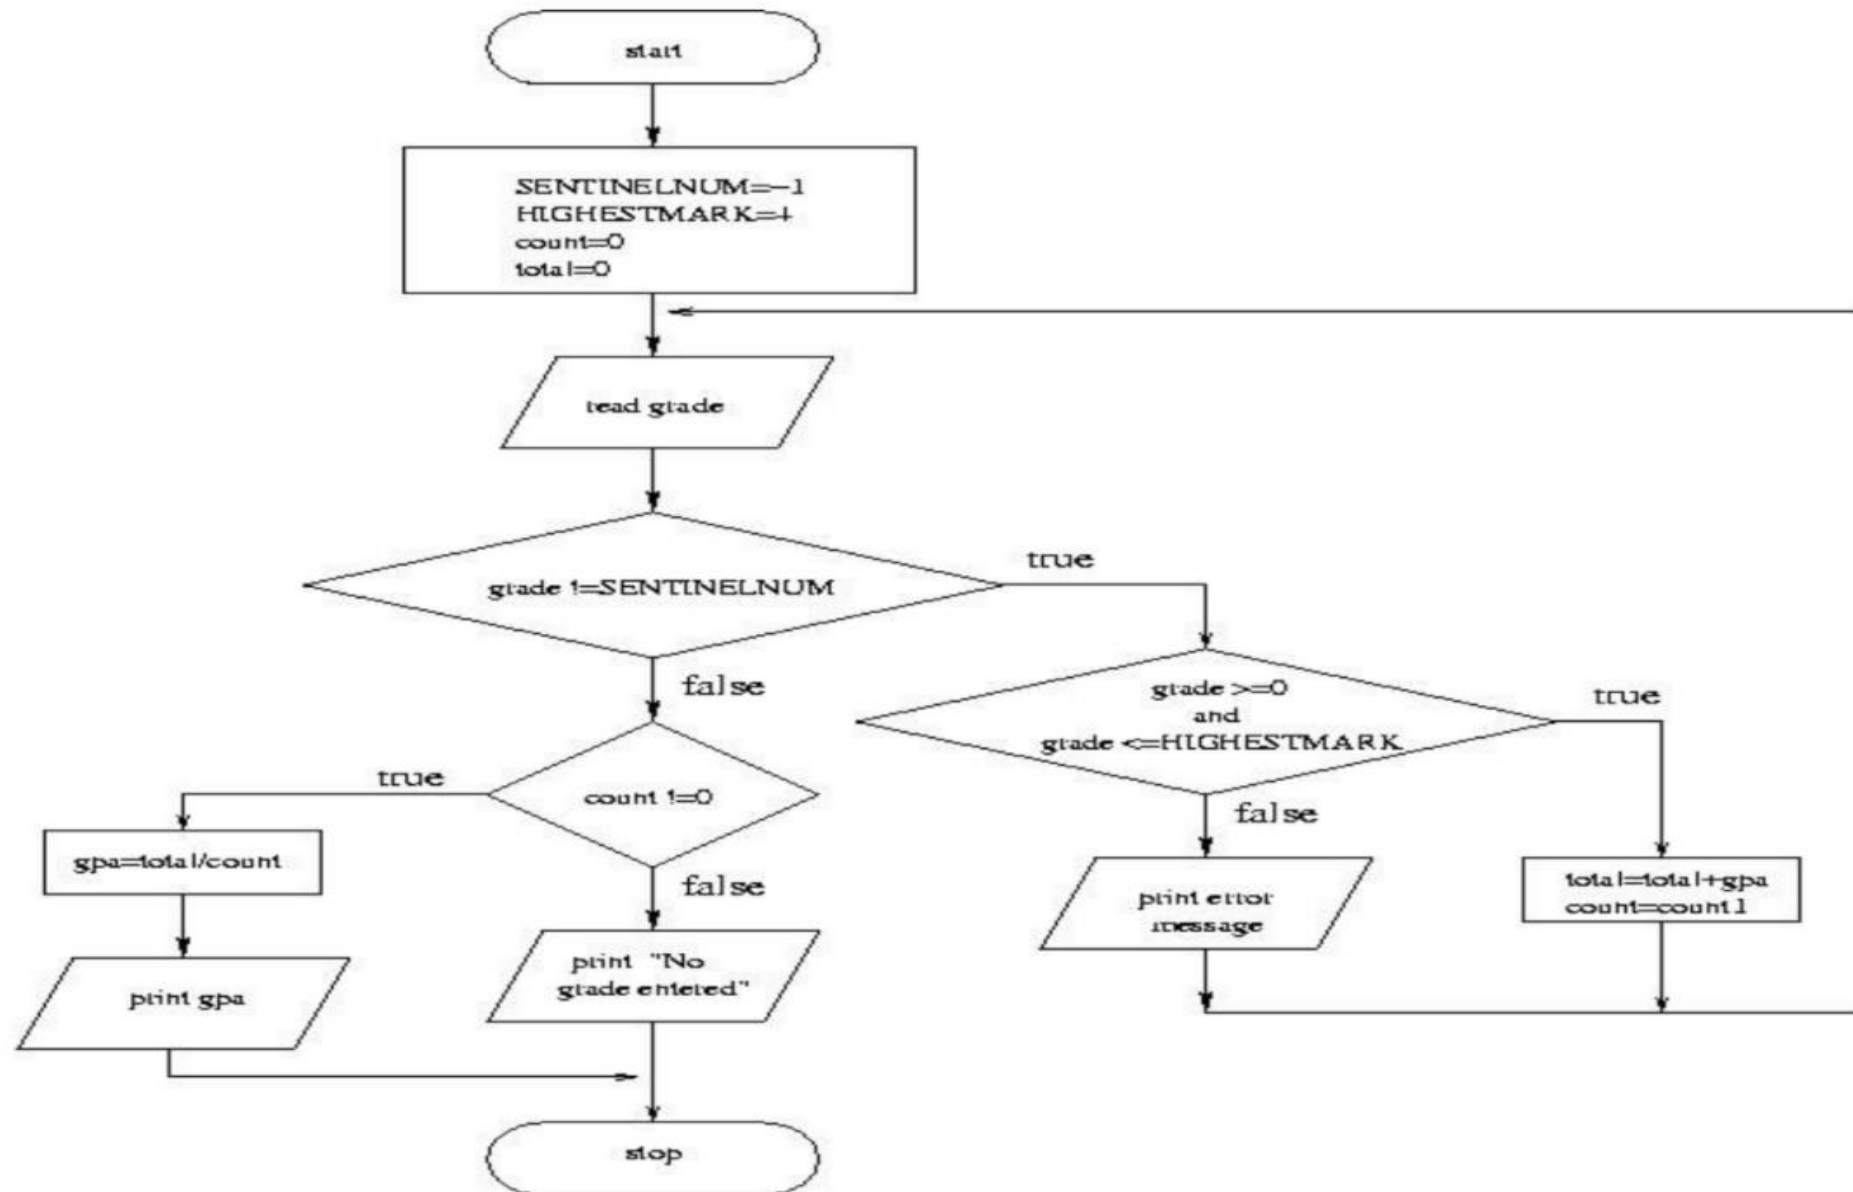 start
SENTINELNUM=-1
HIGHESTMARK=4
count=0
total=0
read grade
grade !=SENTINELNUM
true
false
grade >=0
and
grade <=HIGHESTMARK
true
true
count !=0
false
gpa=total/count
false
print error
message
total=total+gpa
count=count1
print "No
grade entered"
print gpa
stop